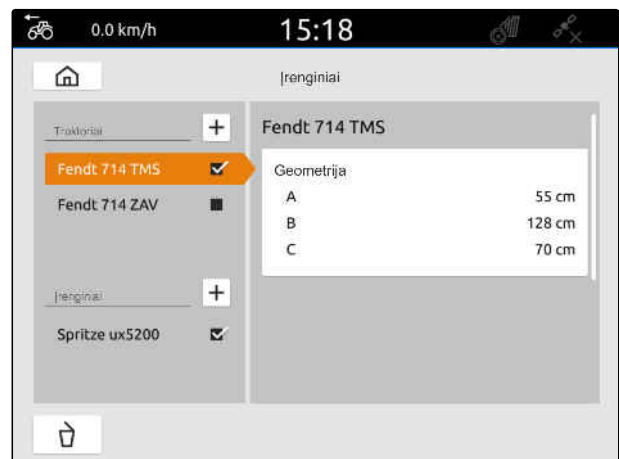 0.0 km/h 15:18
Įrenginiai
Traktoriai
Fendt 714 TMS
Fendt 714 ZAV
Įrenginiai
Spritze ux5200
Fendt 714 TMS
Geometrija
A 55 cm
B 128 cm
C 70 cm